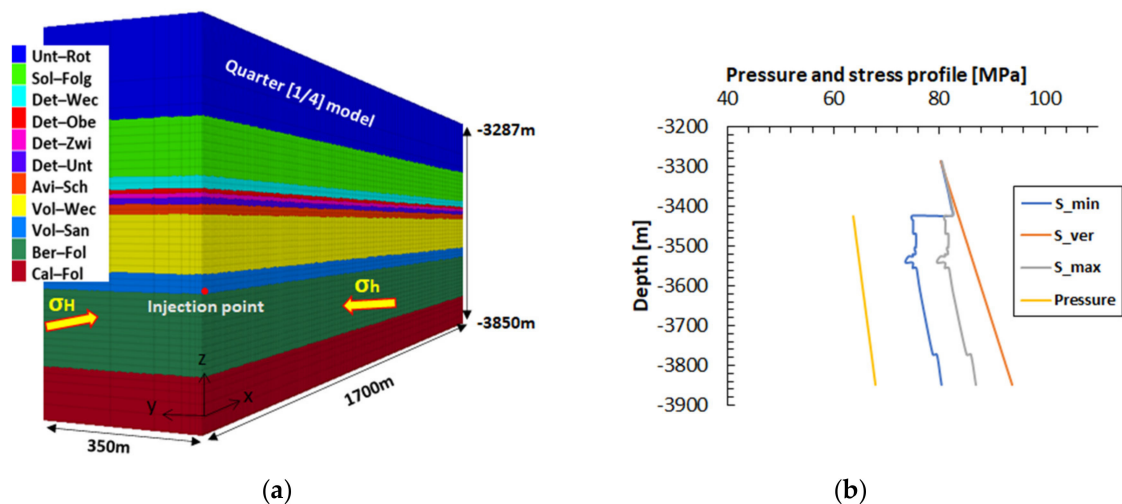 Unt–Rot
Sol–Folg
Det–Wec
Det–Obe
Det–Zwi
Det–Unt
Avi–Sch
Vol–Wec
Vol–San
Ber–Fol
Cal–Fol
Quarter [1/4] model
-3287m
σH
Injection point
σh
-3850m
z
y
x
1700m
350m
(a)
Pressure and stress profile [MPa]
40 60 80 100
-3200
-3300
-3400
-3500
-3600
-3700
-3800
-3900
Depth [m]
S_min
S_ver
S_max
Pressure
(b)